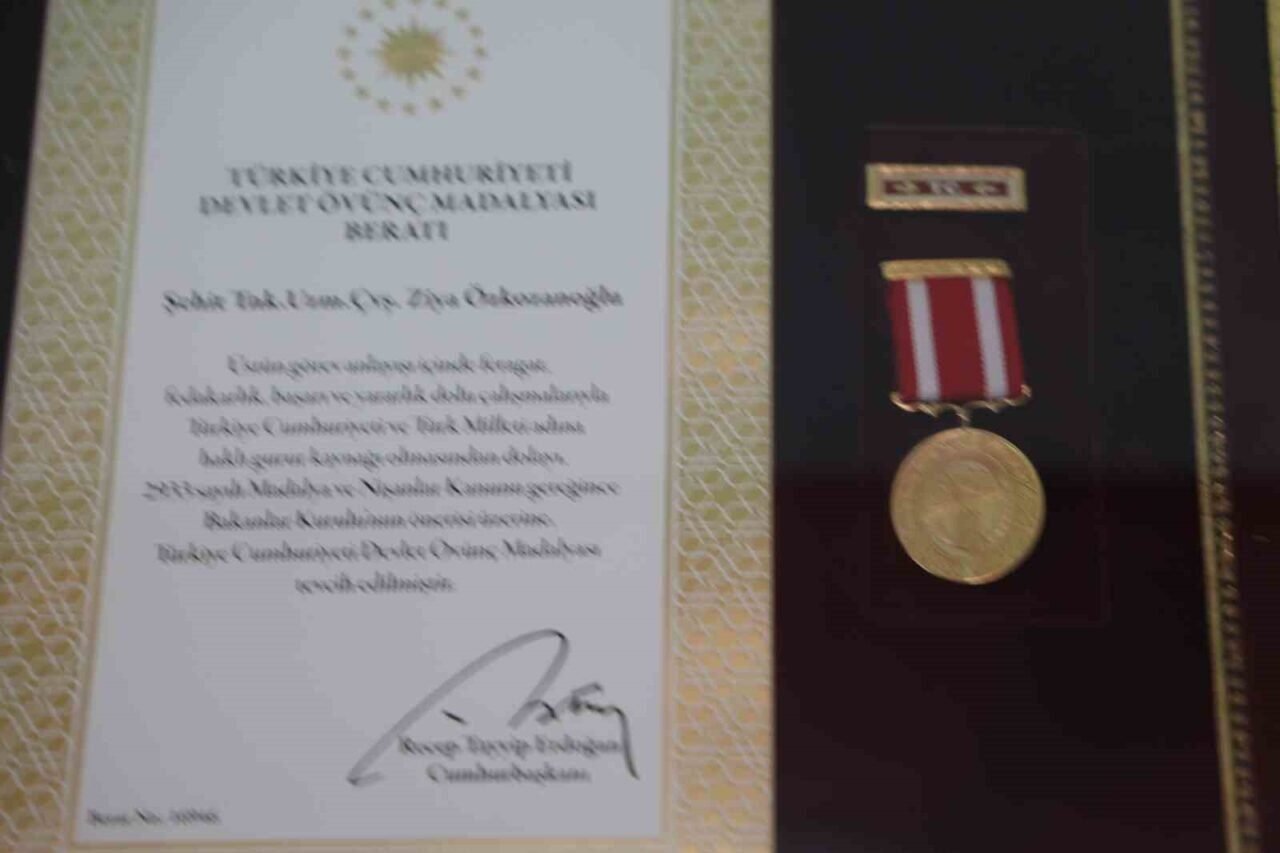 TÜRKİYE CUMHURİYETİ
DEVLET ÖVÜNÇ MADALYASI
BERATI
Şehit Tnk.Uzm.Çvş. Ziya Özkozanoğlu
Üstün görev anlayışı içinde feragat,
fedakarlık, başarı ve yararlık dolu çalışmalarıyla
Türkiye Cumhuriyeti ve Türk Milleti adına
haklı gurur kaynağı olmasından dolayı,
2933 sayılı Madalya ve Nişanlar Kanunu gereğince
Bakanlar Kurulu'nun önerisi üzerine,
Türkiye Cumhuriyeti Devlet Övünç Madalyası
tevcih edilmiştir.
Recep Tayyip Erdoğan
Cumhurbaşkanı
Berat No: